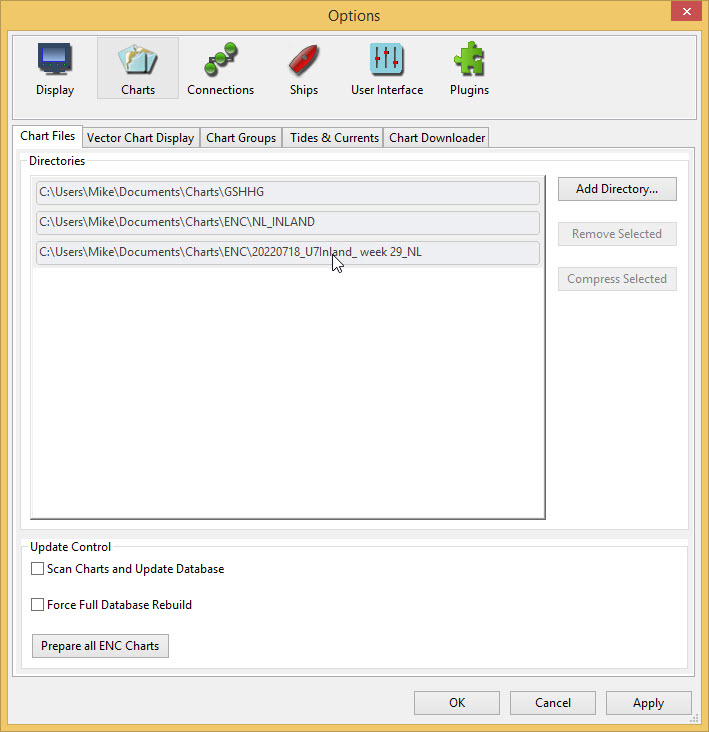 Options
Display Charts Connections Ships User Interface Plugins
Chart Files Vector Chart Display Chart Groups Tides & Currents Chart Downloader
Directories
C:\Users\Mike\Documents\Charts\GSHHG
Add Directory...
C:\Users\Mike\Documents\Charts\ENC\NL_INLAND
Remove Selected
C:\Users\Mike\Documents\Charts\ENC\20220718_U7Inland_ week 29_NL
Compress Selected
Update Control
Scan Charts and Update Database
Force Full Database Rebuild
Prepare all ENC Charts
OK Cancel Apply